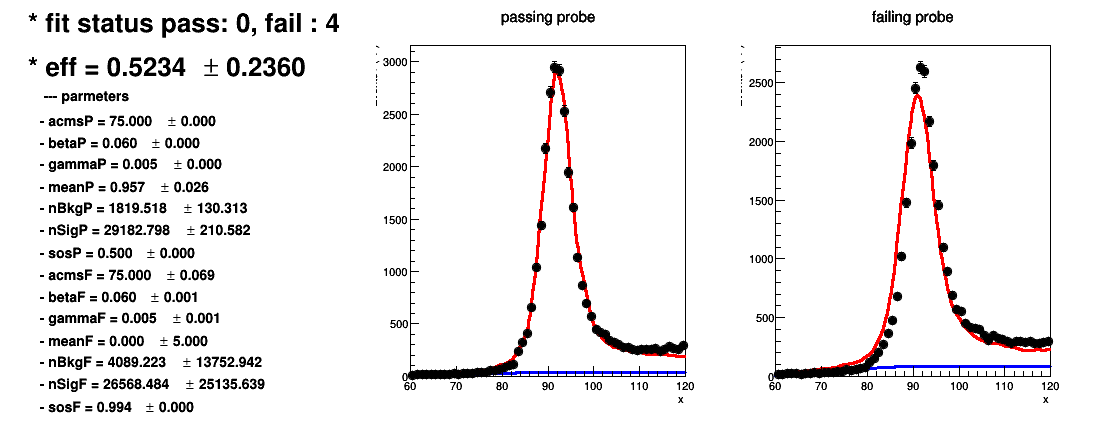 * fit status pass: 0, fail : 4
* eff = 0.5234 ± 0.2360
--- parmeters
- acmsP = 75.000 ± 0.000
- betaP = 0.060 ± 0.000
- gammaP = 0.005 ± 0.000
- meanP = 0.957 ± 0.026
- nBkgP = 1819.518 ± 130.313
- nSigP = 29182.798 ± 210.582
- sosP = 0.500 ± 0.000
- acmsF = 75.000 ± 0.069
- betaF = 0.060 ± 0.001
- gammaF = 0.005 ± 0.001
- meanF = 0.000 ± 5.000
- nBkgF = 4089.223 ± 13752.942
- nSigF = 26568.484 ± 25135.639
- sosF = 0.994 ± 0.000
passing probe
3000
2500
2000
1500
1000
500
0
60 70 80 90 100 110 120
x
failing probe
2500
2000
1500
1000
500
0
60 70 80 90 100 110 120
x